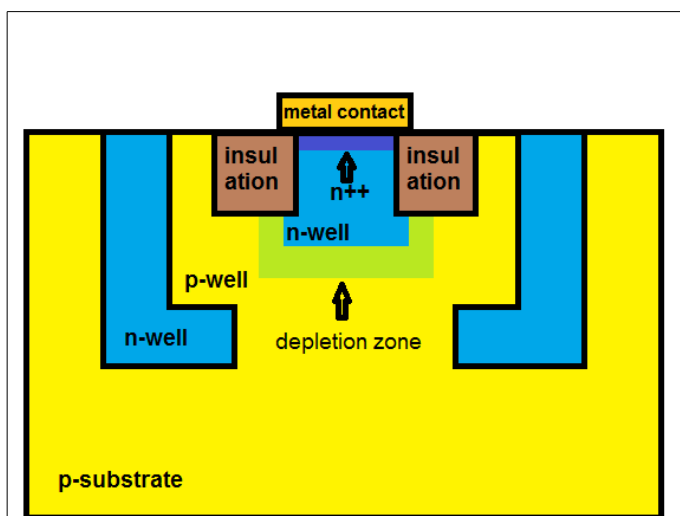 metal contact
insul
ation
insul
ation
n++
n-well
p-well
n-well
depletion zone
p-substrate